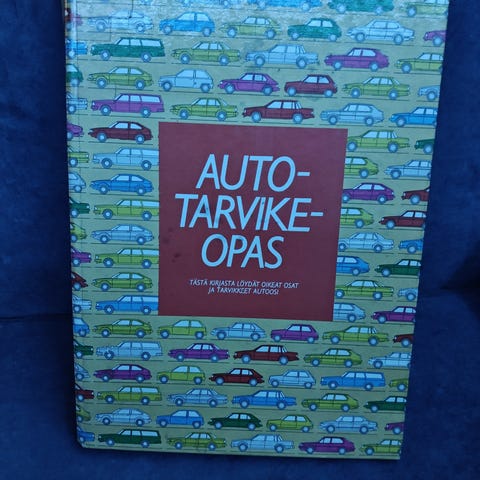 AUTO-
TARVIKE-
OPAS
TÄSTÄ KIRJASTA LÖYDÄT OIKEAT OSAT
JA TARVIKKEET AUTOOSI